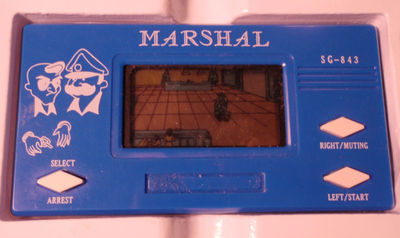 MARSHAL
SG-843
SELECT
ARREST
RIGHT/MUTING
LEFT/START